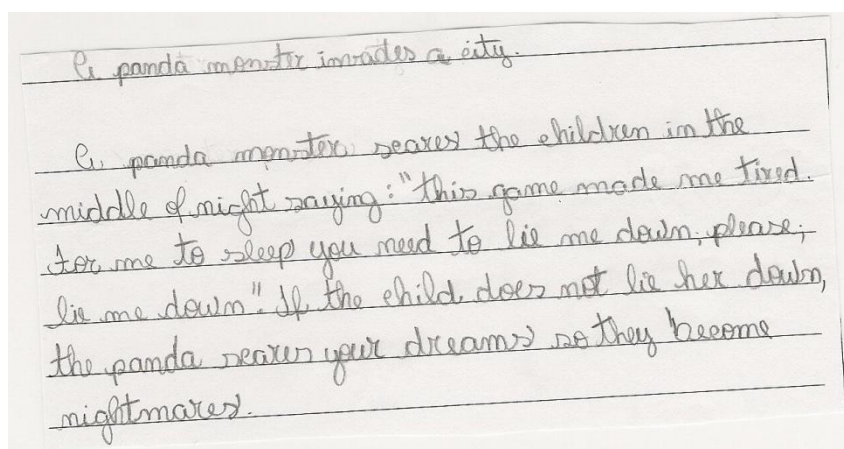 A panda monster invades a city.
A panda monster scares the children in the
middle of night saying: "this game made me tired.
For me to sleep you need to lie me down, please,
lie me down". If the child does not lie her down,
the panda scares your dreams so they become
nightmares.